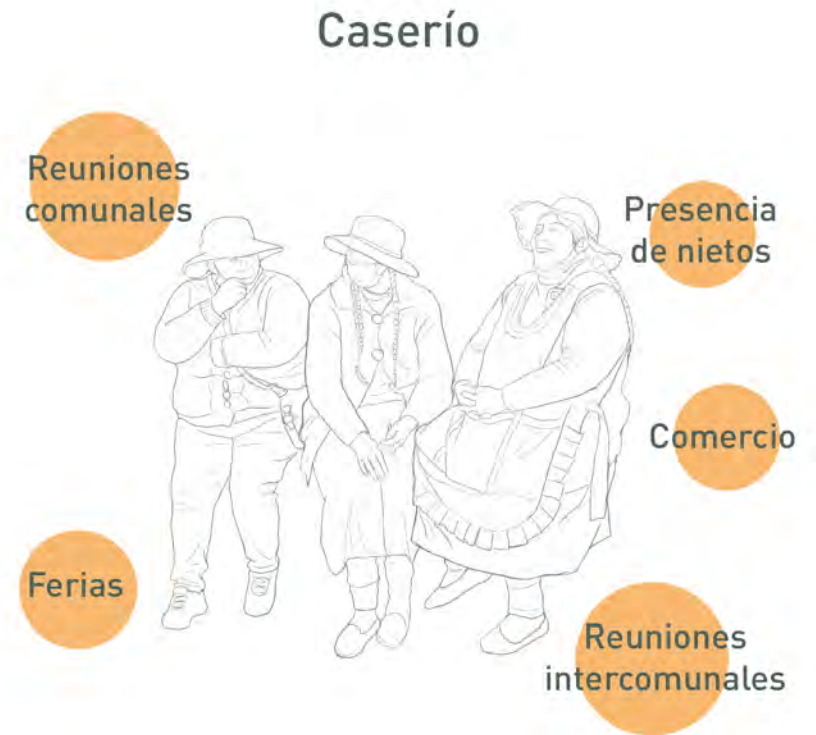 Caserío
Reuniones
comunales
Presencia
de nietos
Comercio
Ferias
Reuniones
intercomunales